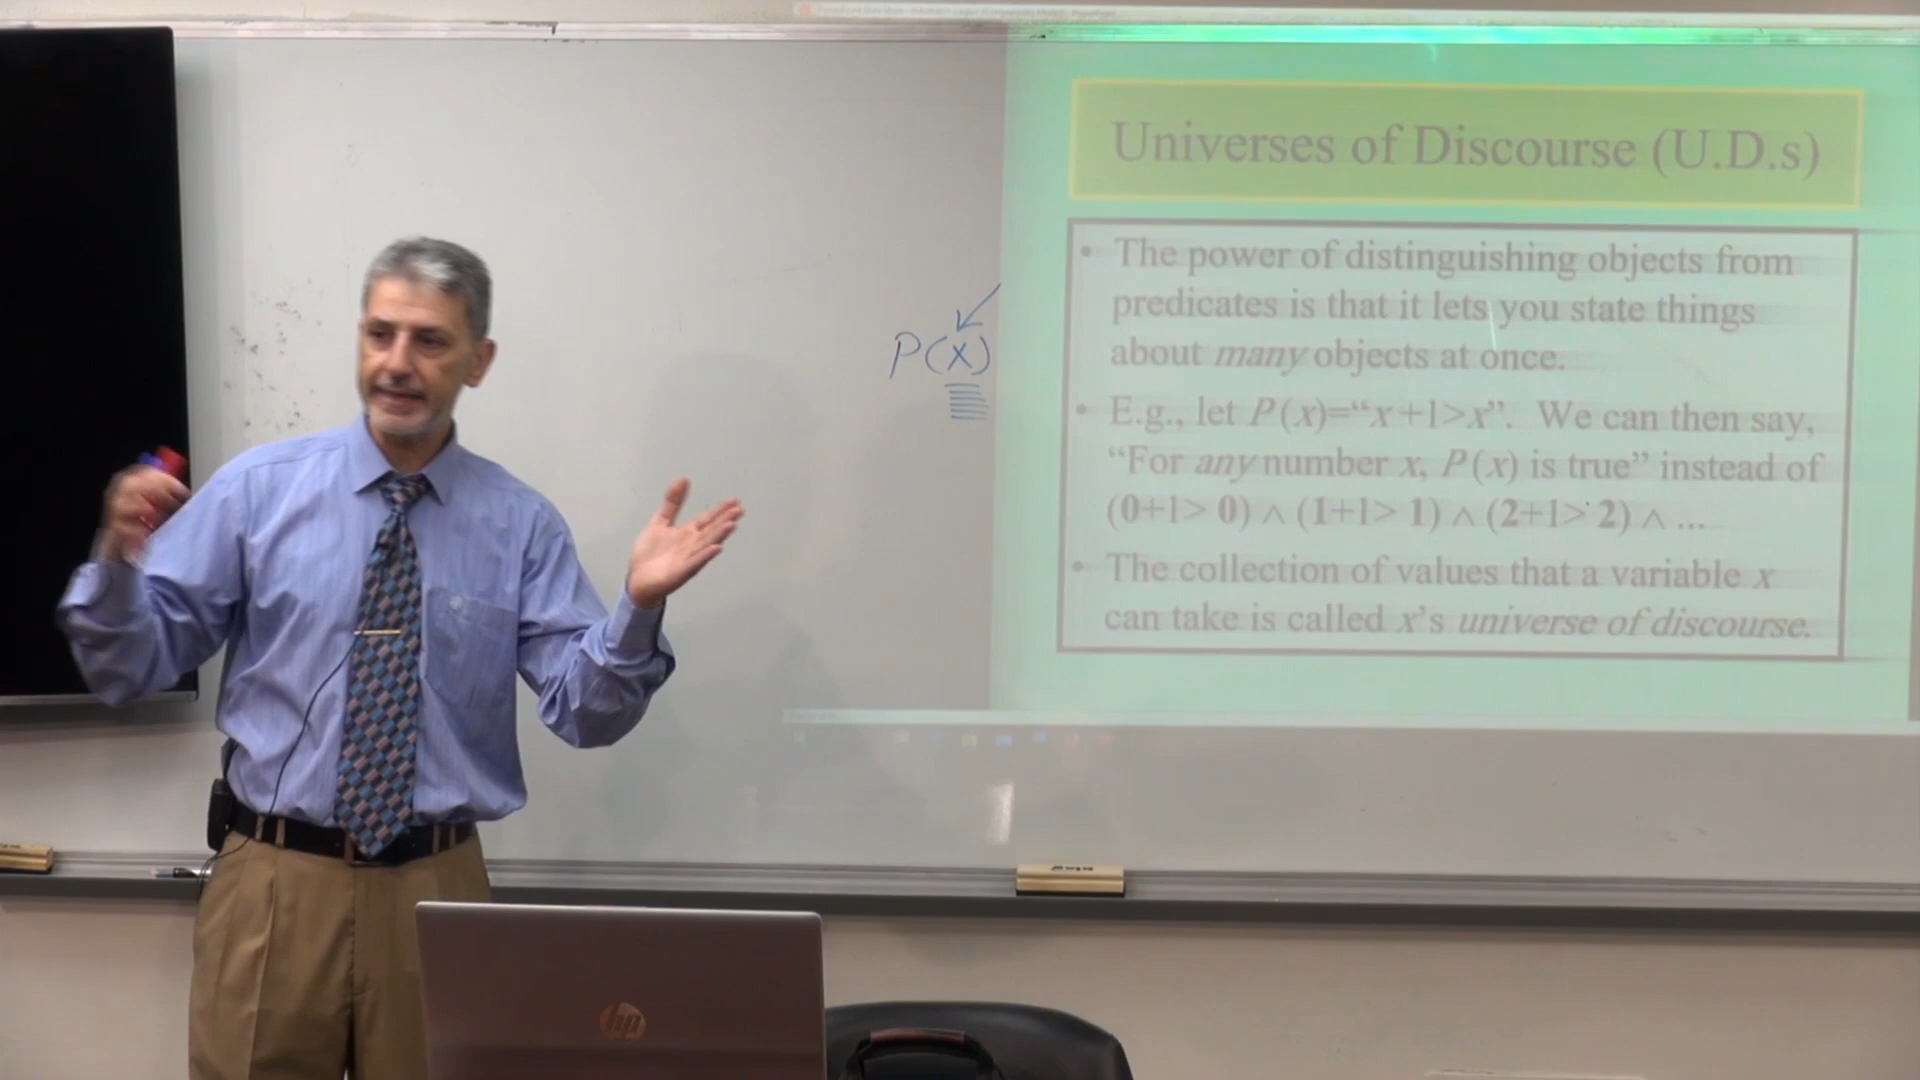 P(x)
Universes of Discourse (U.D.s)
• The power of distinguishing objects from
predicates is that it lets you state things
about many objects at once.
• E.g., let P(x)=“x+1>x”. We can then say,
“For any number x, P(x) is true” instead of
(0+1> 0) ∧ (1+1> 1) ∧ (2+1> 2) ∧ ...
• The collection of values that a variable x
can take is called x’s universe of discourse.
hp